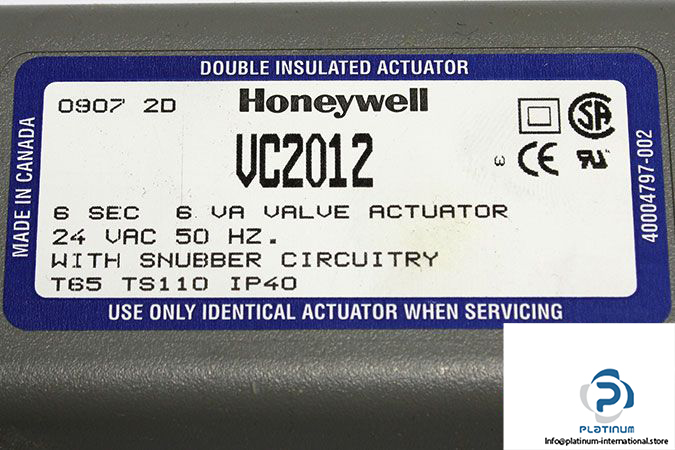 DOUBLE INSULATED ACTUATOR
0907 2D
Honeywell
VC2012
6 SEC 6 VA VALVE ACTUATOR
24 VAC 50 HZ.
WITH SNUBBER CIRCUITRY
T65 TS110 IP40
USE ONLY IDENTICAL ACTUATOR WHEN SERVICING
MADE IN CANADA
40004797-002
PLATINUM
Info@platinum-international.store